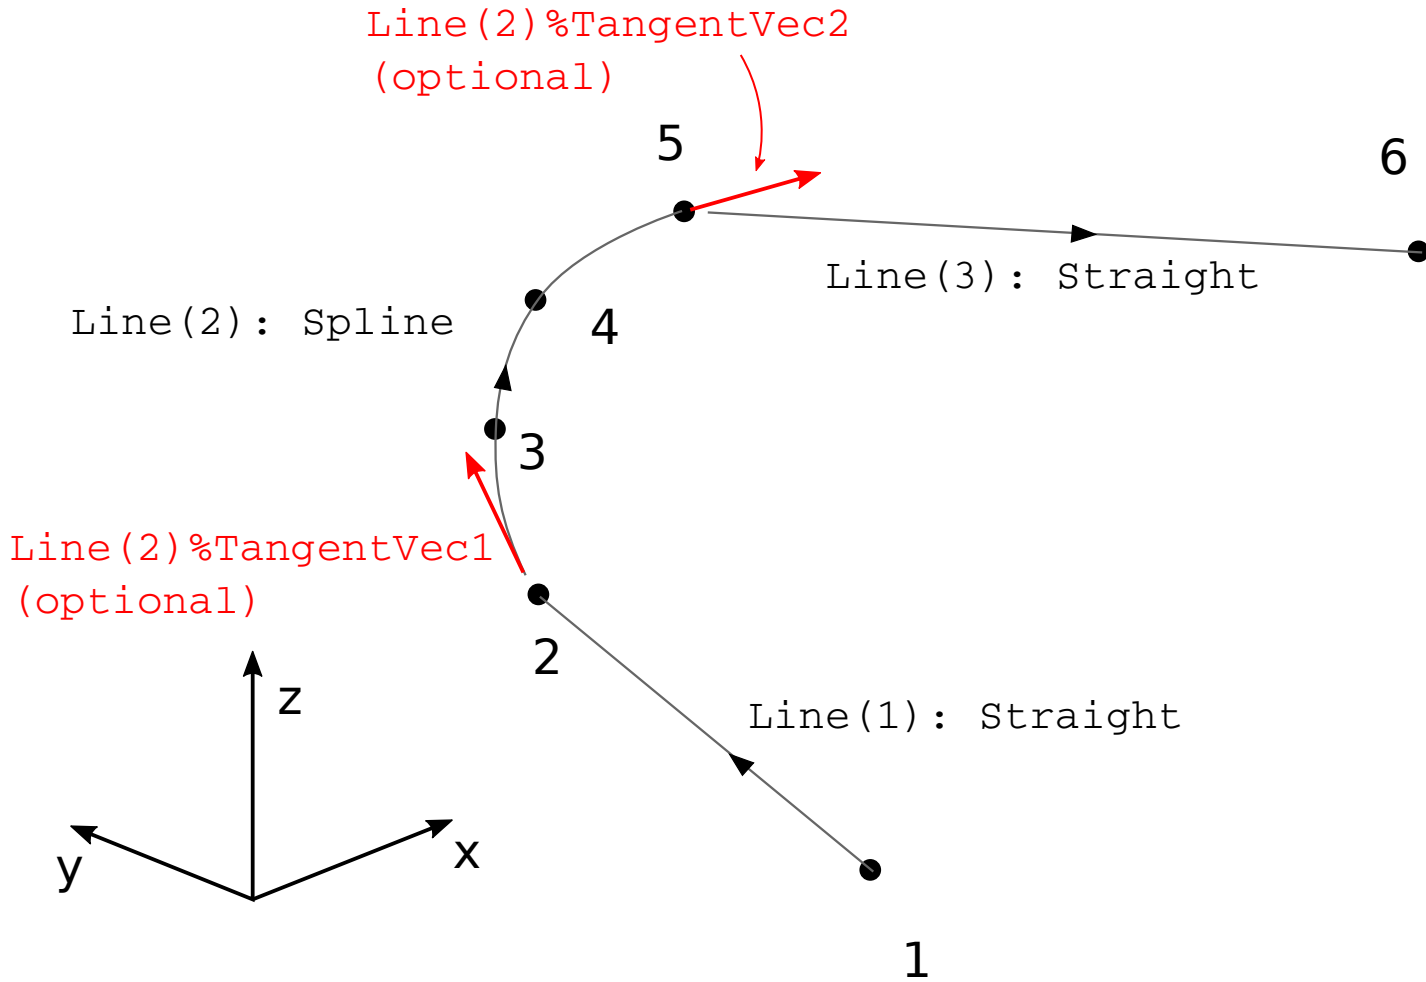 Line(2)%TangentVec2
(optional)
5
6
Line(3): Straight
Line(2): Spline
4
3
Line(2)%TangentVec1
(optional)
2
z
Line(1): Straight
y
x
1